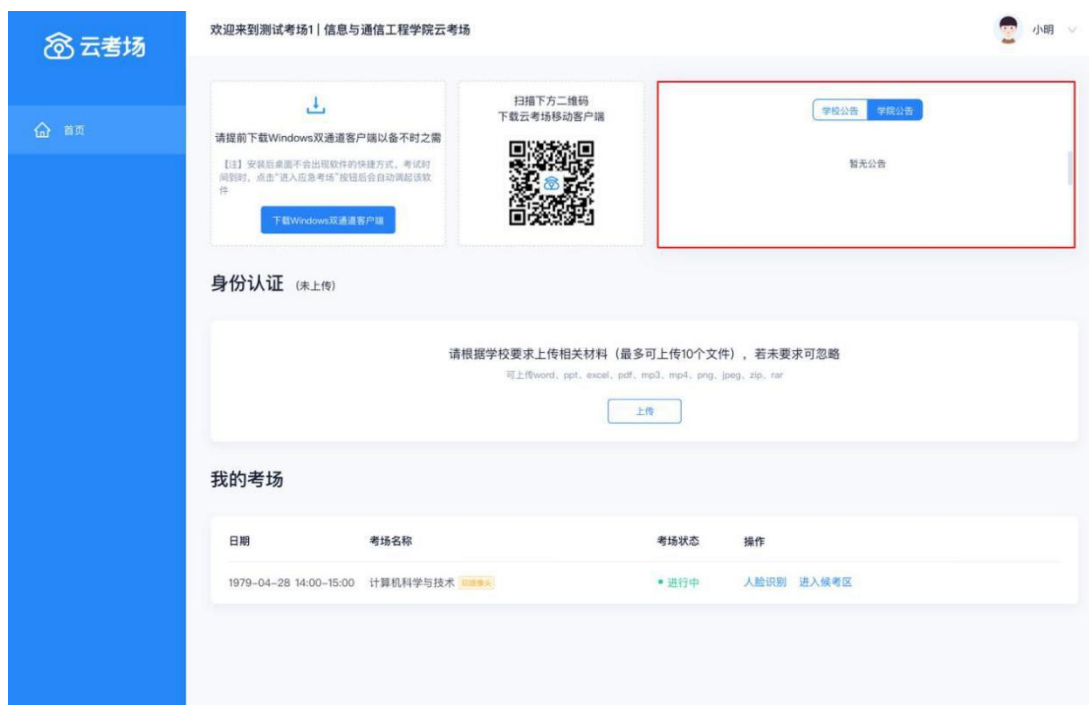 云考场
首页
欢迎来到测试考场1 | 信息与通信工程学院云考场
小明
请提前下载Windows双通道客户端以备不时之需
【注】安装后桌面不会出现软件的快捷方式，考试时
间到时，点击“进入应急考场”按钮后会自动调起该软
件
下载Windows双通道客户端
扫描下方二维码
下载云考场移动客户端
学校公告 学院公告
暂无公告
身份认证 (未上传)
请根据学校要求上传相关材料（最多可上传10个文件），若未要求可忽略
可上传word、ppt、excel、pdf、mp3、mp4、png、jpeg、zip、rar
上传
我的考场
日期 考场名称 考场状态 操作
1979-04-28 14:00-15:00 计算机科学与技术 双摄像头 进行中 人脸识别 进入候考区